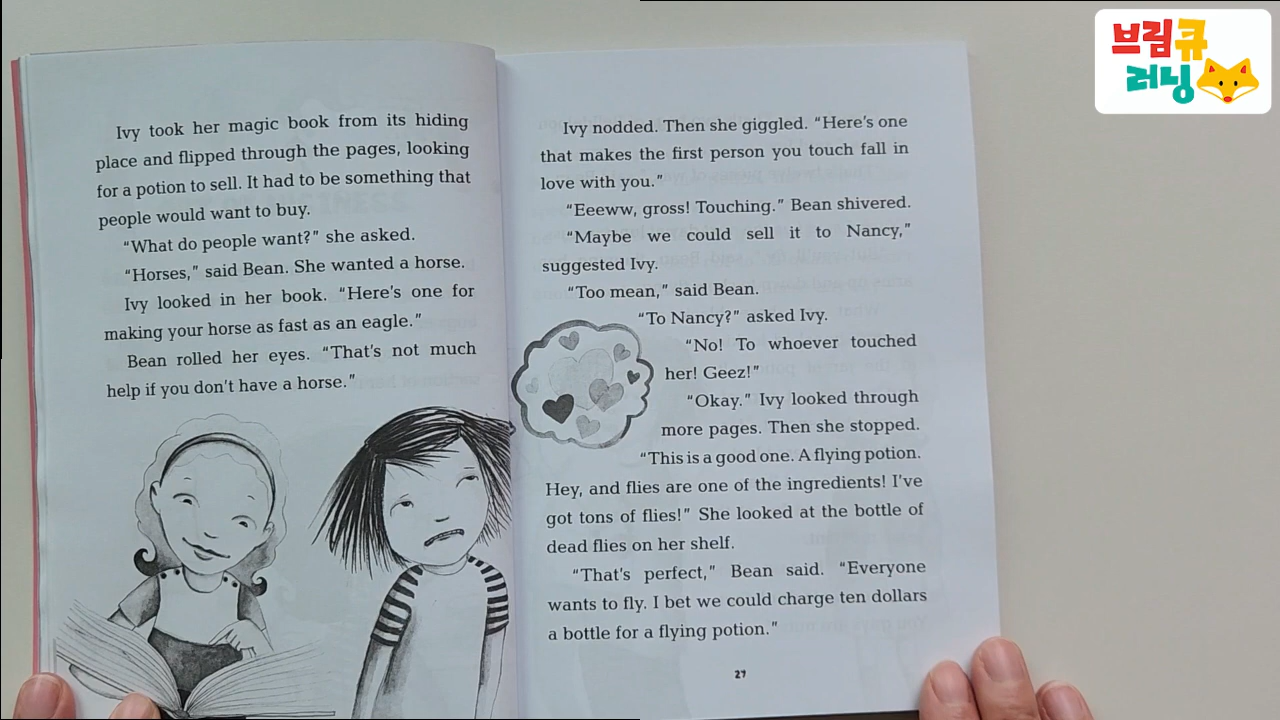 Ivy took her magic book from its hiding
place and flipped through the pages, looking
for a potion to sell. It had to be something that
people would want to buy.
“What do people want?” she asked.
“Horses,” said Bean. She wanted a horse.
Ivy looked in her book. “Here’s one for
making your horse as fast as an eagle.”
Bean rolled her eyes. “That’s not much
help if you don’t have a horse.”
Ivy nodded. Then she giggled. “Here’s one
that makes the first person you touch fall in
love with you.”
“Eeeww, gross! Touching.” Bean shivered.
“Maybe we could sell it to Nancy,”
suggested Ivy.
“Too mean,” said Bean.
“To Nancy?” asked Ivy.
“No! To whoever touched
her! Geez!”
“Okay.” Ivy looked through
more pages. Then she stopped.
“This is a good one. A flying potion.
Hey, and flies are one of the ingredients! I’ve
got tons of flies!” She looked at the bottle of
dead flies on her shelf.
“That’s perfect,” Bean said. “Everyone
wants to fly. I bet we could charge ten dollars
a bottle for a flying potion.”
27
브림큐
러닝